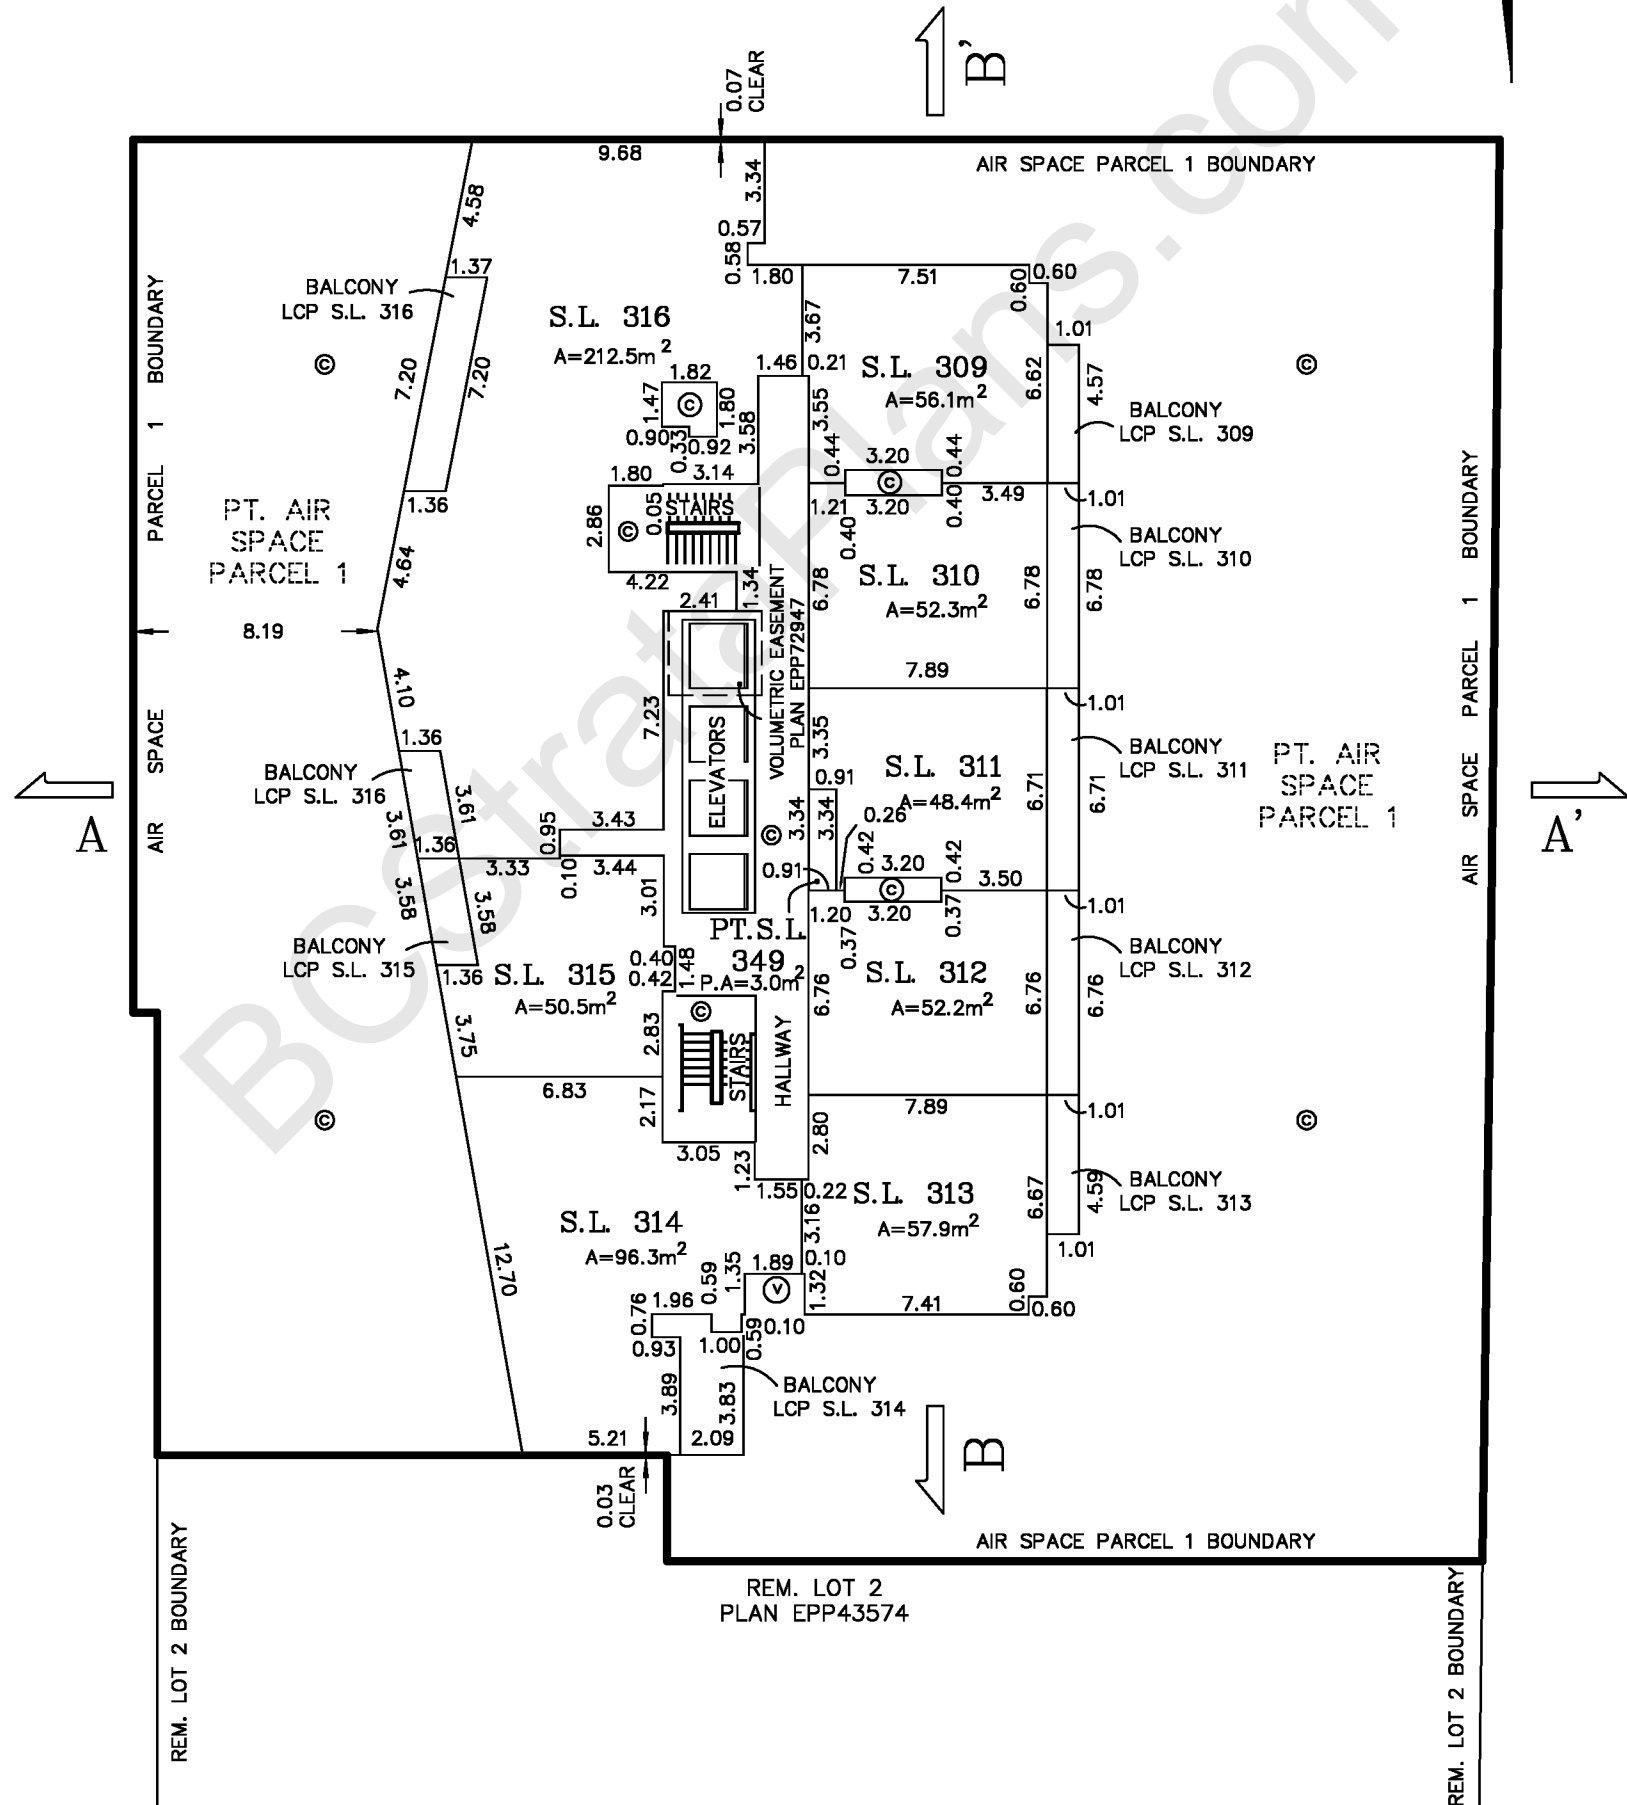 B'
0.07
CLEAR
9.68
AIR SPACE PARCEL 1 BOUNDARY
3.34
4.58
0.57
0.58
1.80
7.51
0.60
0.60
1.37
BALCONY
LCP S.L. 316
S.L. 316
A=212.5m²
3.67
1.01
1.82
1.46
0.21
S.L. 309
A=56.1m²
6.62
4.57
7.20
7.20
1.47
©
1.80
3.58
3.55
BALCONY
LCP S.L. 309
©
©
0.90
0.33
0.92
0.44
3.20
0.44
1.80
3.14
©
3.49
1.01
1.36
PT. AIR
SPACE
PARCEL 1
2.86
©
0.05
STAIRS
1.21
3.20
0.40
0.40
BALCONY
LCP S.L. 310
4.64
4.22
1.34
S.L. 310
A=52.3m²
6.78
6.78
6.78
2.41
8.19
VOLUMETRIC EASEMENT
PLAN EPP72947
4.10
7.89
1.01
7.23
ELEVATORS
3.35
1.36
BALCONY
LCP S.L. 316
BALCONY
LCP S.L. 311
S.L. 311
A=48.4m²
0.91
6.71
6.71
PT. AIR
SPACE
PARCEL 1
A
A'
3.61
3.61
1.36
3.33
0.95
3.43
0.10
3.44
©
3.34
3.34
0.26
0.42
3.20
0.42
0.91
©
3.50
1.01
3.58
3.58
3.01
1.20
3.20
0.37
0.37
PT.S.L.
349
P.A=3.0m²
BALCONY
LCP S.L. 315
1.36
S.L. 315
A=50.5m²
0.40
0.42
1.48
S.L. 312
A=52.2m²
BALCONY
LCP S.L. 312
6.76
6.76
6.76
3.75
2.83
©
STAIRS
HALLWAY
6.83
2.17
7.89
1.01
©
©
3.05
1.23
2.80
1.55
0.22
S.L. 313
A=57.9m²
6.67
4.59
BALCONY
LCP S.L. 313
1.01
S.L. 314
A=96.3m²
12.70
3.16
0.10
1.35
1.89
V
1.32
0.59
1.96
0.76
0.93
1.00
0.59
0.10
7.41
0.60
0.60
3.89
3.83
BALCONY
LCP S.L. 314
5.21
2.09
0.03
CLEAR
B
AIR SPACE PARCEL 1 BOUNDARY
AIR SPACE PARCEL 1 BOUNDARY
AIR SPACE PARCEL 1 BOUNDARY
REM. LOT 2
PLAN EPP43574
REM. LOT 2 BOUNDARY
REM. LOT 2 BOUNDARY
BCStrataPlans.com